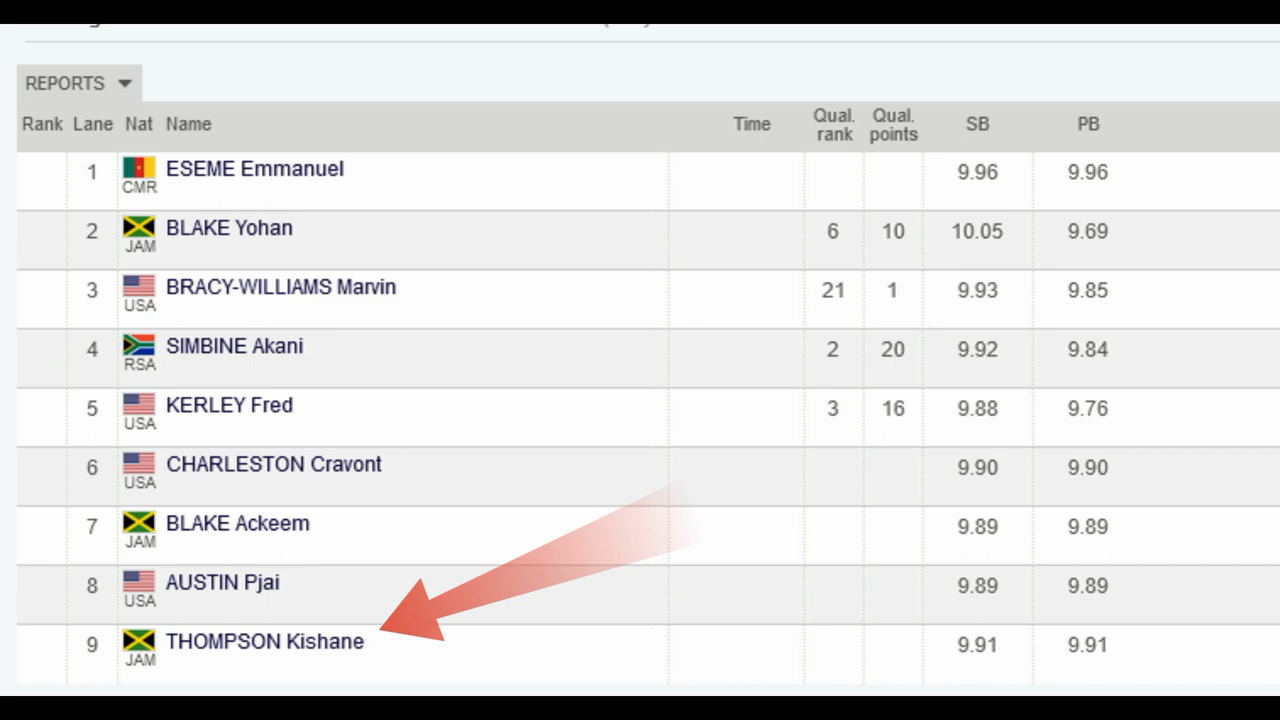 REPORTS
Rank Lane Nat Name Time Qual. rank Qual. points SB PB
1 CMR ESEME Emmanuel 9.96 9.96
2 JAM BLAKE Yohan 6 10 10.05 9.69
3 USA BRACY-WILLIAMS Marvin 21 1 9.93 9.85
4 RSA SIMBINE Akani 2 20 9.92 9.84
5 USA KERLEY Fred 3 16 9.88 9.76
6 USA CHARLESTON Cravont 9.90 9.90
7 JAM BLAKE Ackeem 9.89 9.89
8 USA AUSTIN Pjai 9.89 9.89
9 JAM THOMPSON Kishane 9.91 9.91